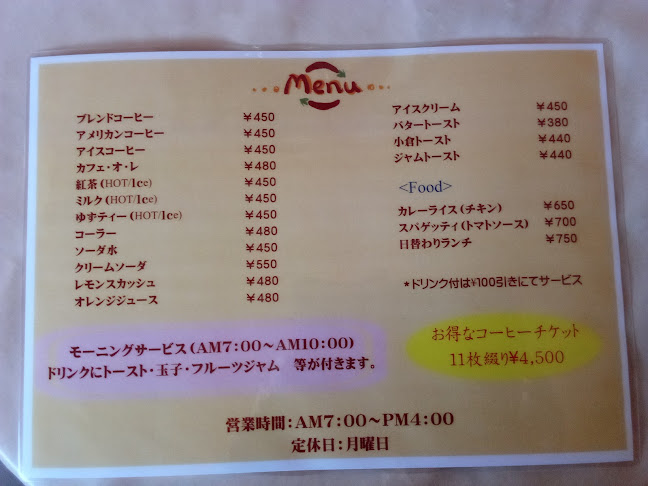 Menu
ブレンドコーヒー ¥450
アメリカンコーヒー ¥450
アイスコーヒー ¥450
カフェ・オ・レ ¥480
紅茶(HOT/Ice) ¥450
ミルク(HOT/Ice) ¥450
ゆずティー(HOT/Ice) ¥450
コーラー ¥480
ソーダ水 ¥450
クリームソーダ ¥550
レモンスカッシュ ¥480
オレンジジュース ¥480
アイスクリーム ¥450
バタートースト ¥380
小倉トースト ¥440
ジャムトースト ¥440
<Food>
カレーライス(チキン) ¥650
スパゲッティ(トマトソース) ¥700
日替わりランチ ¥750
*ドリンク付は¥100引きにてサービス
モーニングサービス(AM7:00~AM10:00)
ドリンクにトースト・玉子・フルーツジャム 等が付きます。
お得なコーヒーチケット
11枚綴り¥4,500
営業時間:AM7:00~PM4:00
定休日:月曜日